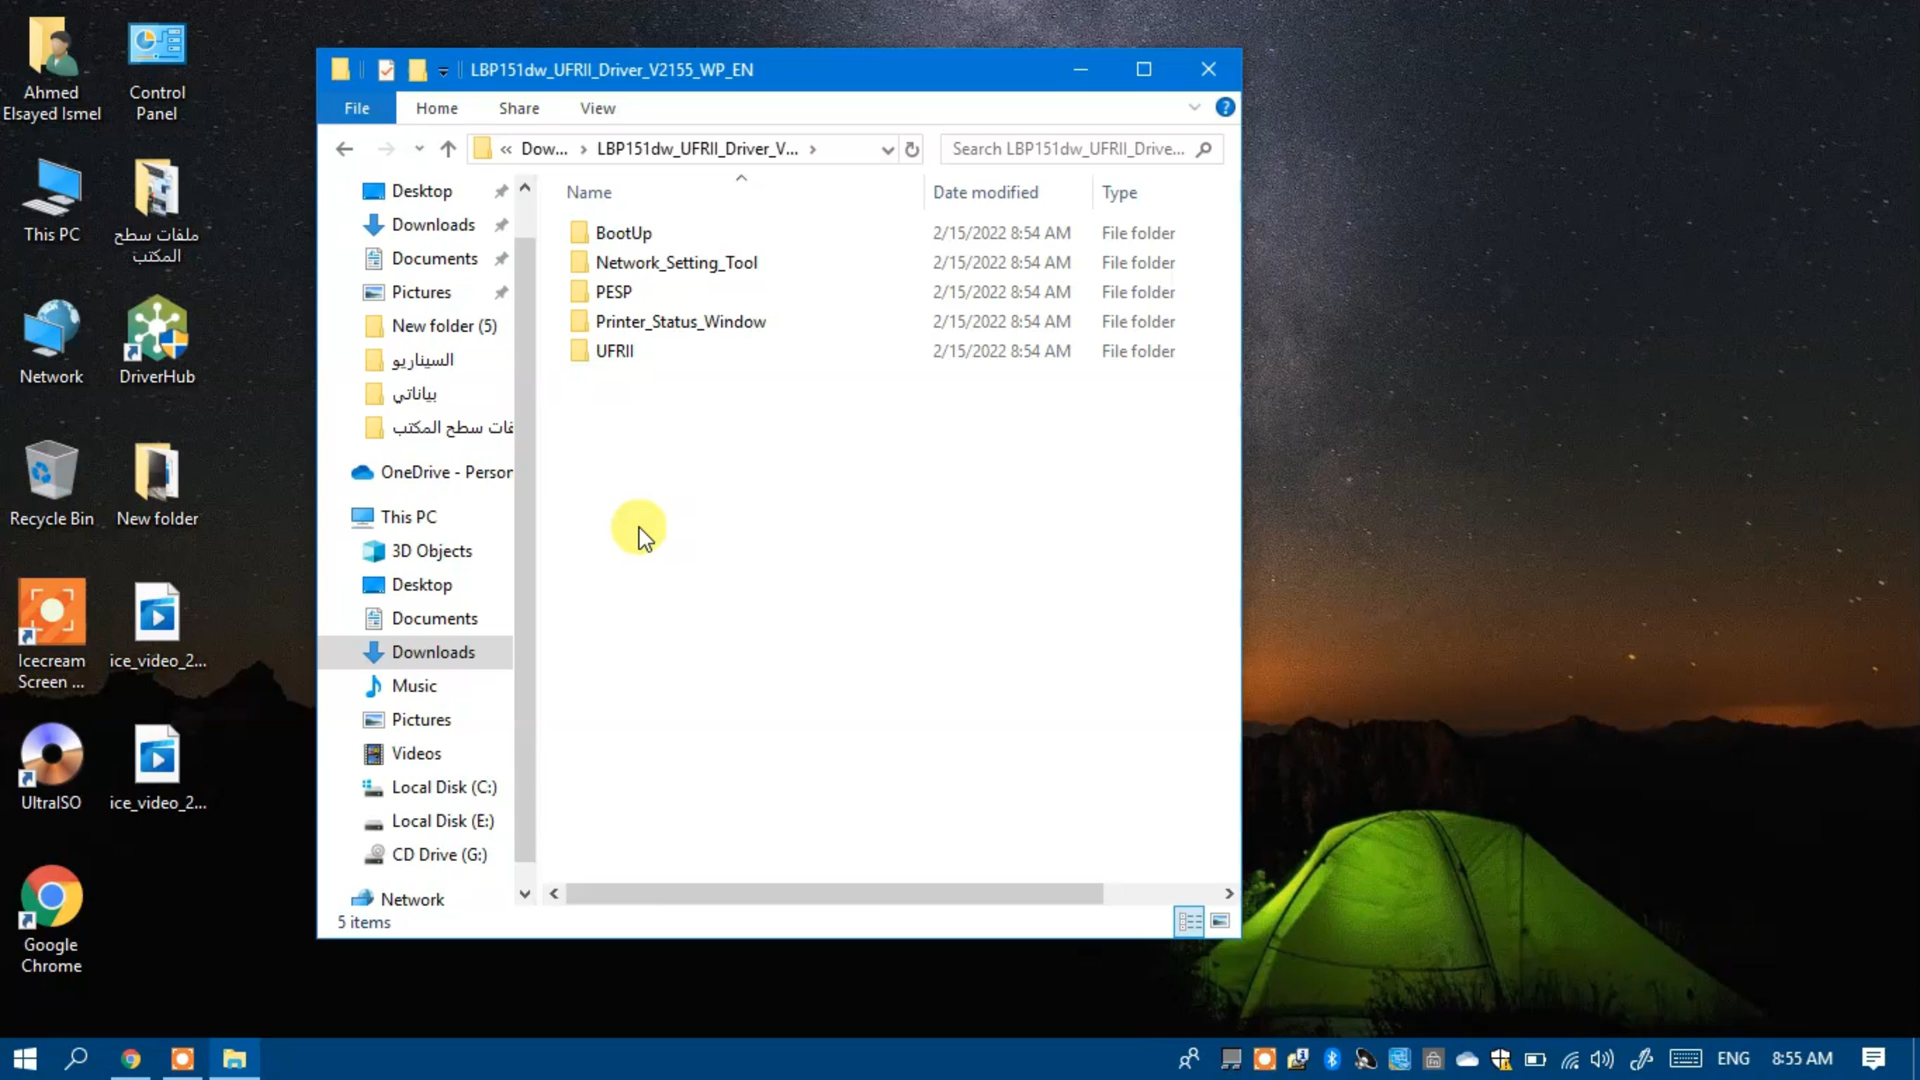 Ahmed
Elsayed Ismel
Control
Panel
This PC
ملفات سطح
المكتب
Network
DriverHub
Recycle Bin
New folder
Icecream
Screen ...
ice_video_2...
UltraISO
ice_video_2...
Google
Chrome
LBP151dw_UFRII_Driver_V2155_WP_EN
File
Home
Share
View
« Dow... › LBP151dw_UFRII_Driver_V... ›
Search LBP151dw_UFRII_Drive...
Desktop
Downloads
Documents
Pictures
New folder (5)
السيناريو
بياناتي
فات سطح المكتب
OneDrive - Person
This PC
3D Objects
Desktop
Documents
Downloads
Music
Pictures
Videos
Local Disk (C:)
Local Disk (E:)
CD Drive (G:)
Network
Name
Date modified
Type
BootUp 2/15/2022 8:54 AM File folder
Network_Setting_Tool 2/15/2022 8:54 AM File folder
PESP 2/15/2022 8:54 AM File folder
Printer_Status_Window 2/15/2022 8:54 AM File folder
UFRII 2/15/2022 8:54 AM File folder
5 items
ENG
8:55 AM